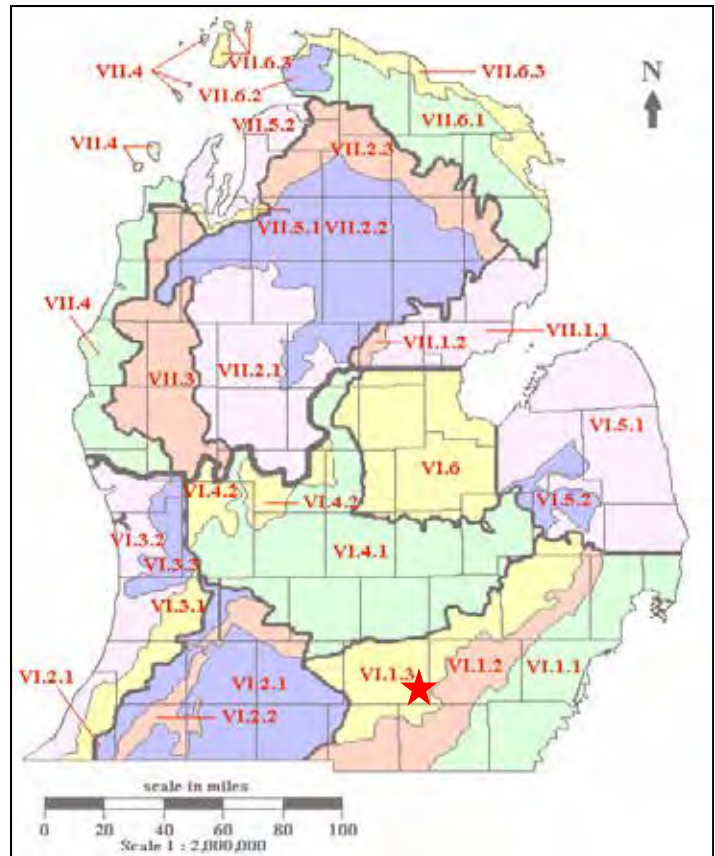 VII.4
VII.6.3
VII.6.3
VII.6.2
N
VII.5.2
VII.6.1
VII.4
VII.2.3
VII.5.1
VII.2.2
VII.4
VII.1.1
VII.1.2
VII.3
VII.2.1
VI.5.1
VI.6
VI.4.2
VI.4.2
VI.5.2
VI.3.2
VI.4.1
VI.3.3
VI.3.1
VI.1.3
VI.1.2
VI.1.1
VI.2.1
VI.2.1
VI.2.2
scale in miles
0 20 40 60 80 100
Scale 1 : 2,000,000